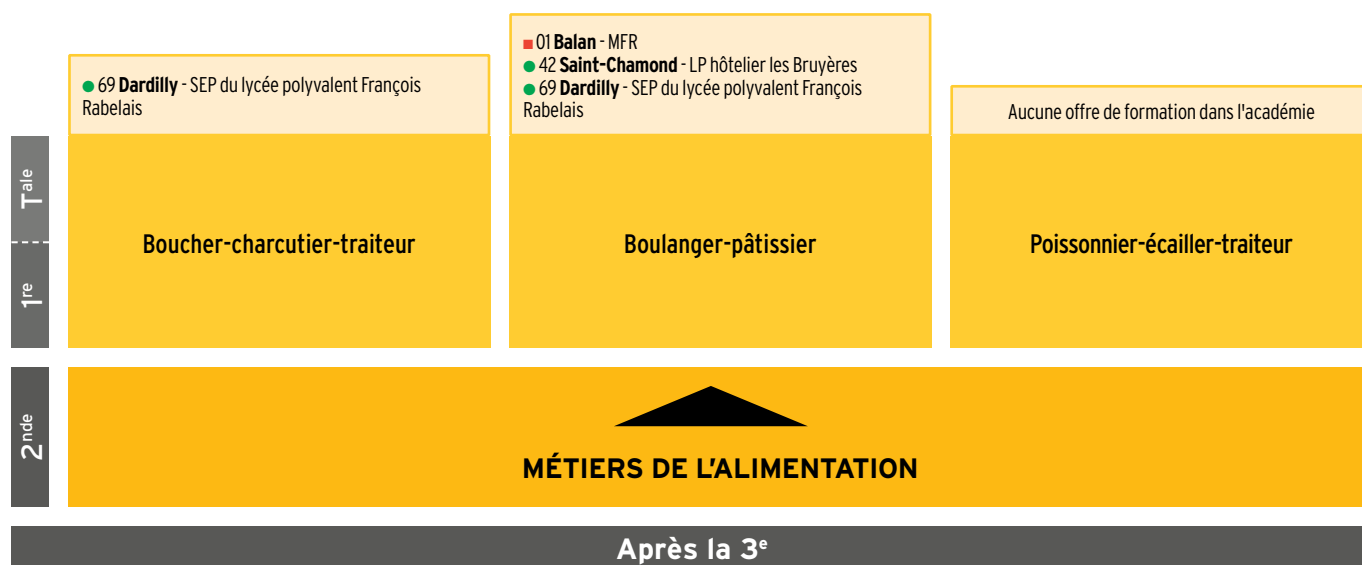 ■ 01 Balan - MFR
● 42 Saint-Chamond - LP hôtelier les Bruyères
● 69 Dardilly - SEP du lycée polyvalent François
Rabelais
● 69 Dardilly - SEP du lycée polyvalent François
Rabelais
Aucune offre de formation dans l'académie
Tale
1re
Boucher-charcutier-traiteur
Boulanger-pâtissier
Poissonnier-écailler-traiteur
2nde
MÉTIERS DE L'ALIMENTATION
Après la 3e